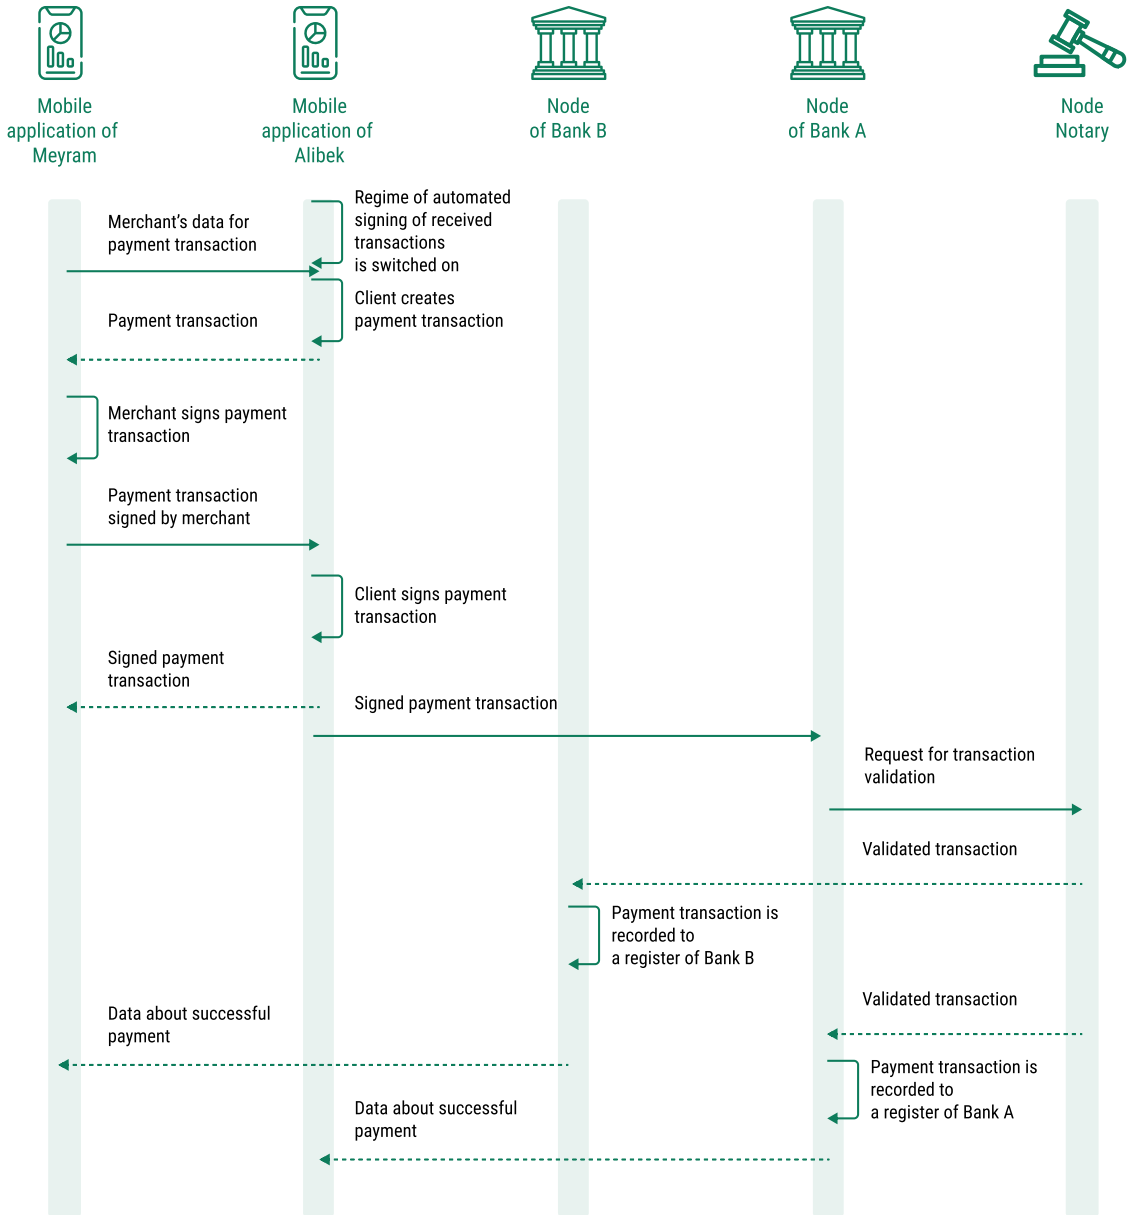 Mobile
application of
Meyram
Mobile
application of
Alibek
Node
of Bank B
Node
of Bank A
Node
Notary
Regime of automated
signing of received
transactions
is switched on
Merchant’s data for
payment transaction
Client creates
payment transaction
Payment transaction
Merchant signs payment
transaction
Payment transaction
signed by merchant
Client signs payment
transaction
Signed payment
transaction
Signed payment transaction
Request for transaction
validation
Validated transaction
Payment transaction is
recorded to
a register of Bank B
Validated transaction
Data about successful
payment
Payment transaction is
recorded to
a register of Bank A
Data about successful
payment